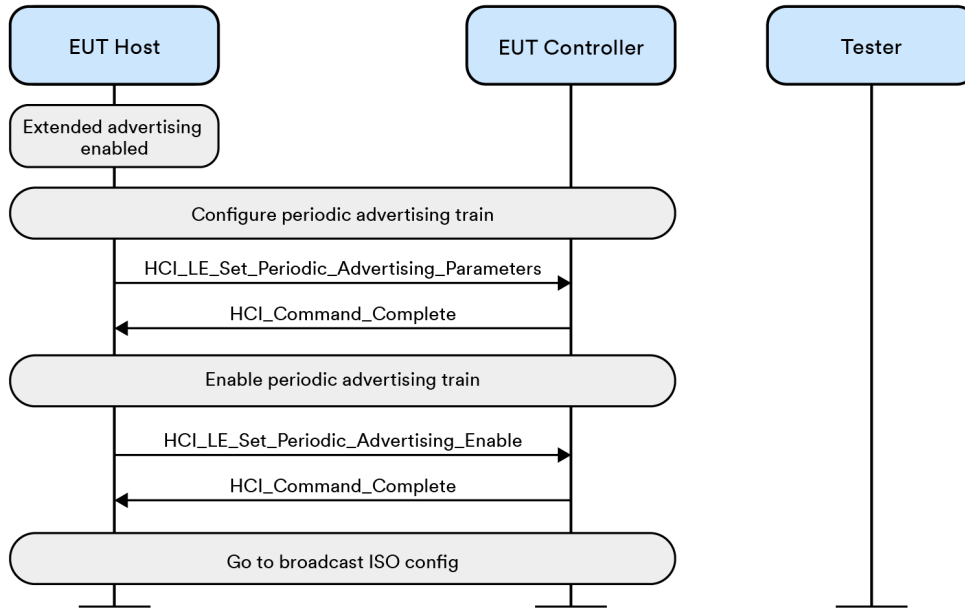 EUT Host
EUT Controller
Tester
Extended advertising
enabled
Configure periodic advertising train
HCI_LE_Set_Periodic_Advertising_Parameters
HCI_Command_Complete
Enable periodic advertising train
HCI_LE_Set_Periodic_Advertising_Enable
HCI_Command_Complete
Go to broadcast ISO config